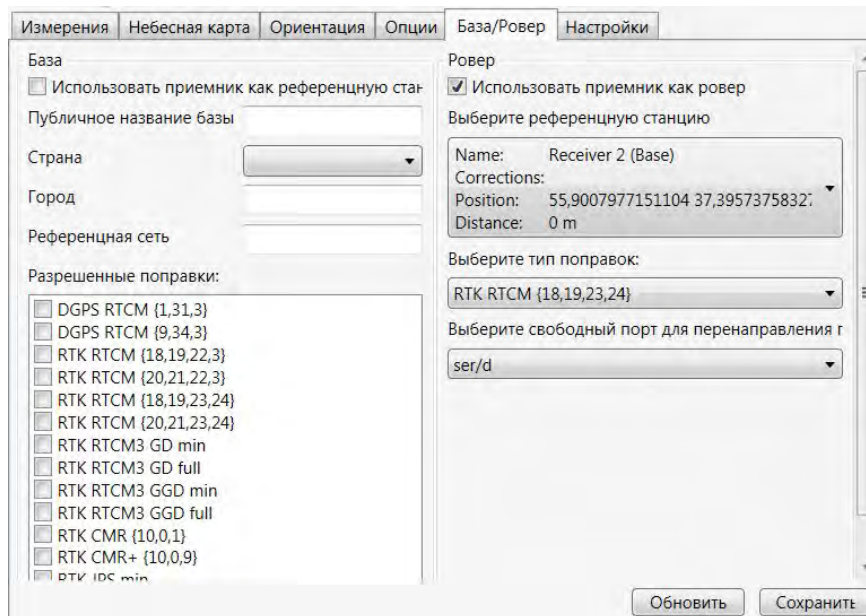 Измерения Небесная карта Ориентация Опции База/Ровер Настройки
База
Использовать приемник как референцную стан
Публичное название базы
Страна
Город
Референцная сеть
Разрешенные поправки:
DGPS RTCM {1,31,3}
DGPS RTCM {9,34,3}
RTK RTCM {18,19,22,3}
RTK RTCM {20,21,22,3}
RTK RTCM {18,19,23,24}
RTK RTCM {20,21,23,24}
RTK RTCM3 GD min
RTK RTCM3 GD full
RTK RTCM3 GGD min
RTK RTCM3 GGD full
RTK CMR {10,0,1}
RTK CMR+ {10,0,9}
RTK JPS min
Ровер
Использовать приемник как ровер
Выберите референцную станцию
Name: Receiver 2 (Base)
Corrections:
Position: 55,9007977151104 37,3957375832
Distance: 0 m
Выберите тип поправок:
RTK RTCM {18,19,23,24}
Выберите свободный порт для перенаправления
ser/d
Обновить Сохранить